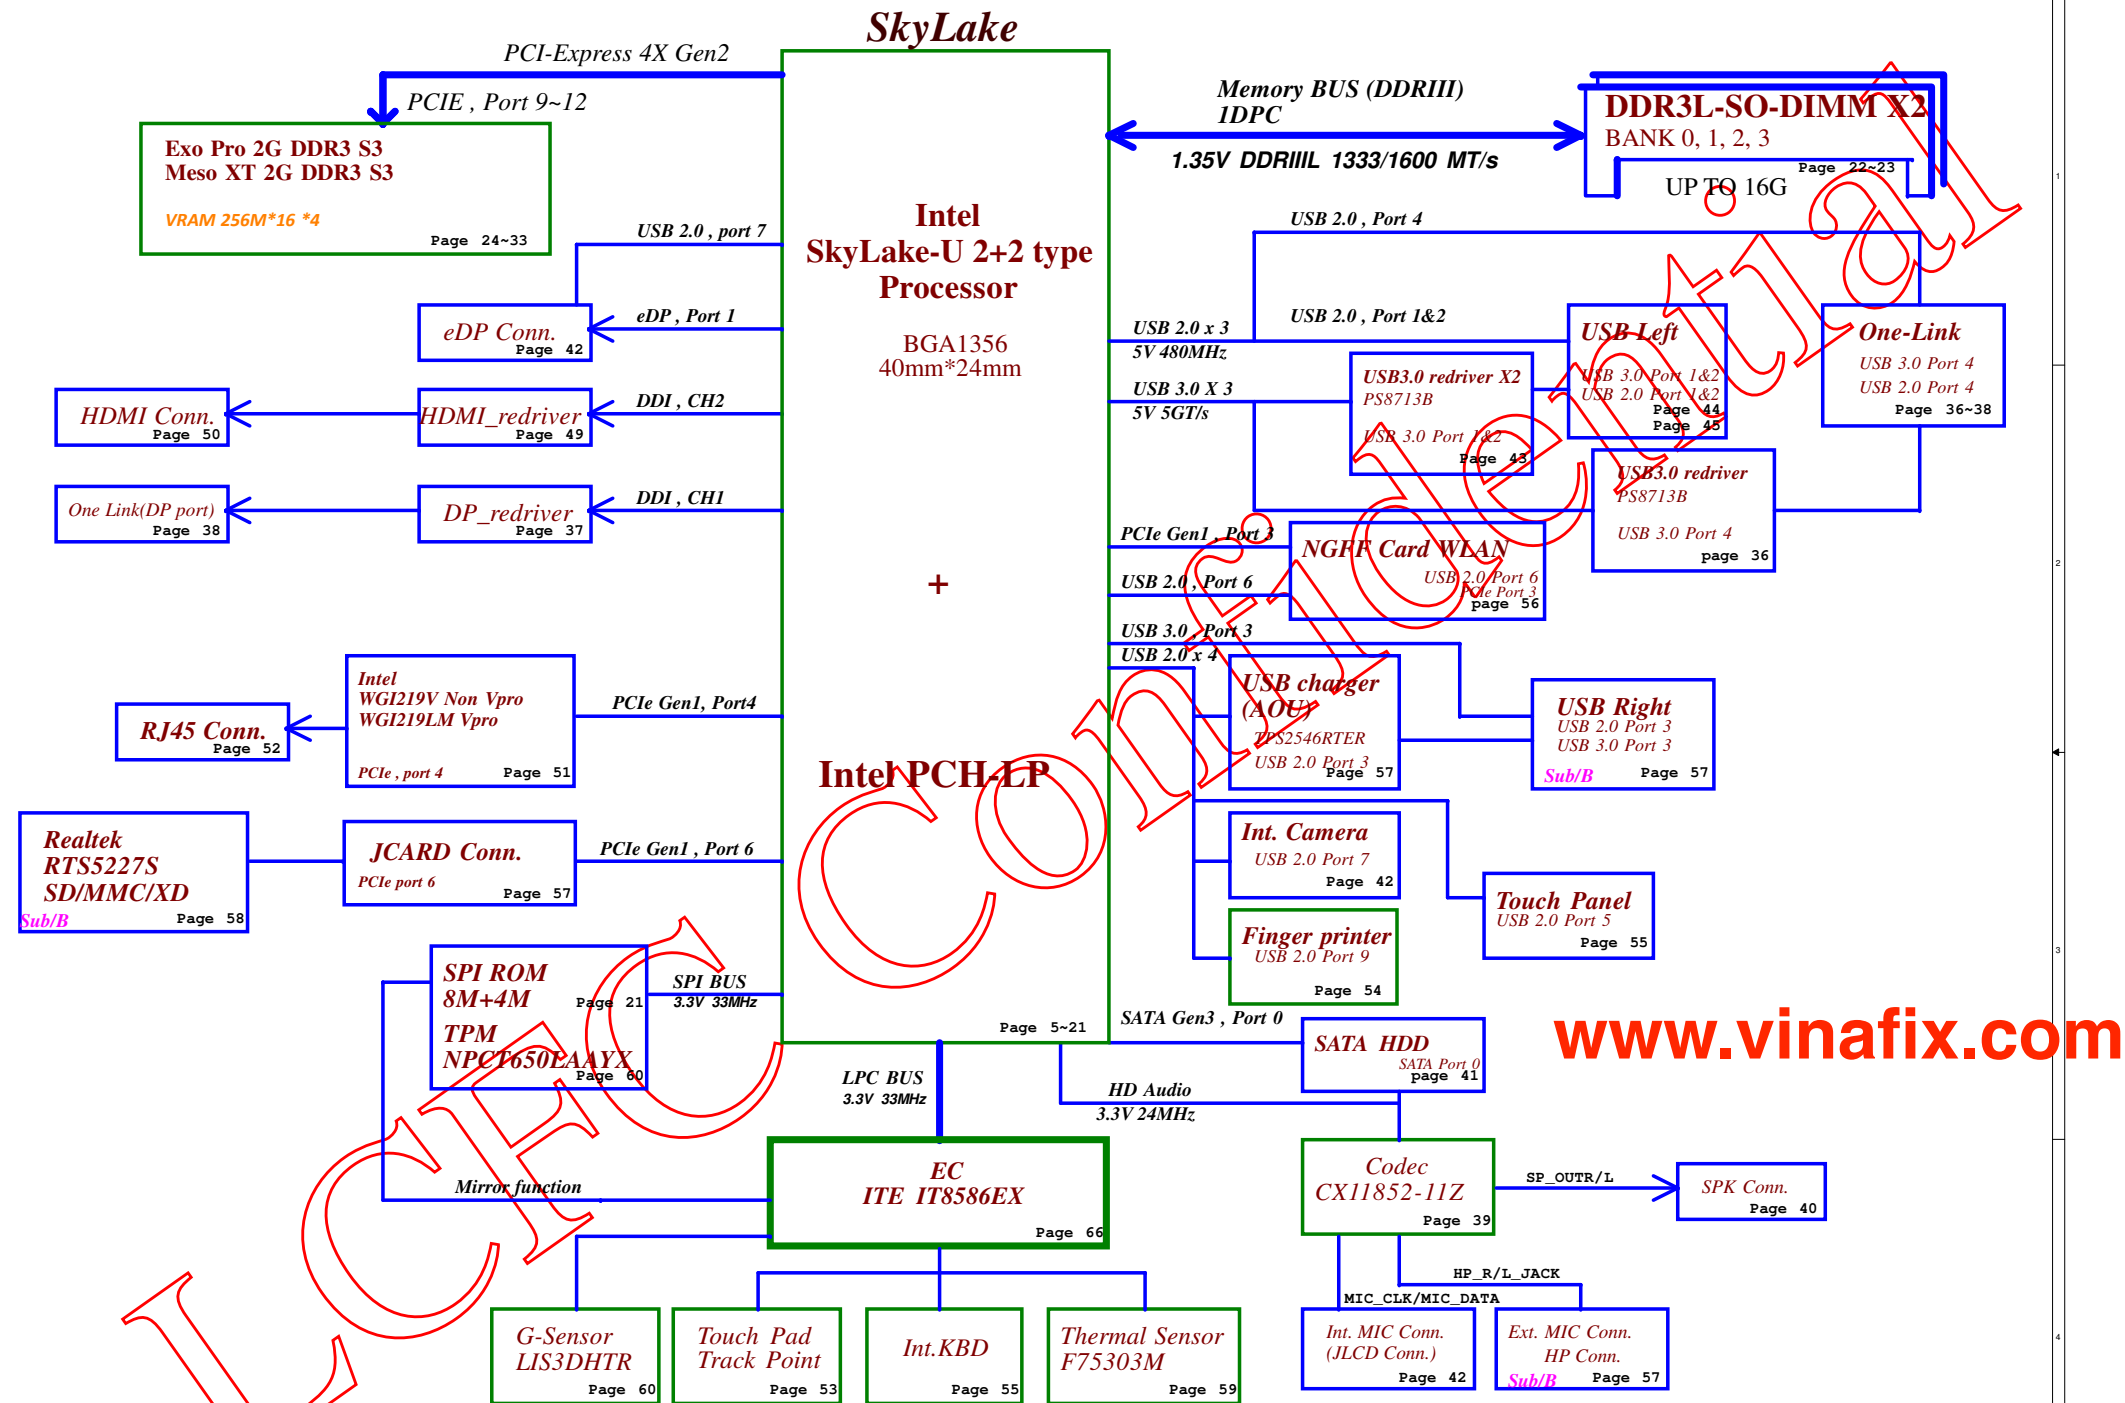 SkyLake
PCI-Express 4X Gen2
PCIE , Port 9~12
Exo Pro 2G DDR3 S3
Meso XT 2G DDR3 S3
VRAM 256M*16 *4
Page 24~33
Memory BUS (DDRIII)
1DPC
1.35V DDRIIIL 1333/1600 MT/s
DDR3L-SO-DIMM X2
BANK 0, 1, 2, 3
Page 22~23
UP TO 16G
Intel
SkyLake-U 2+2 type
Processor
BGA1356
40mm*24mm
+
Intel PCH-LP
Page 5~21
USB 2.0 , port 7
eDP Conn.
Page 42
eDP , Port 1
HDMI Conn.
Page 50
HDMI_redriver
Page 49
DDI , CH2
One Link(DP port)
Page 38
DP_redriver
Page 37
DDI , CH1
RJ45 Conn.
Page 52
Intel
WGI219V Non Vpro
WGI219LM Vpro
PCIe , port 4
Page 51
PCIe Gen1, Port4
Realtek
RTS5227S
SD/MMC/XD
Sub/B
Page 58
JCARD Conn.
PCIe port 6
Page 57
PCIe Gen1 , Port 6
SPI ROM
8M+4M
Page 21
TPM
NPCT650LAAYX
Page 60
SPI BUS
3.3V 33MHz
USB 2.0 , Port 4
USB 2.0 x 3
5V 480MHz
USB 2.0 , Port 1&2
USB 3.0 X 3
5V 5GT/s
USB3.0 redriver X2
PS8713B
USB 3.0 Port 1&2
Page 43
USB Left
USB 3.0 Port 1&2
USB 2.0 Port 1&2
Page 44
Page 45
One-Link
USB 3.0 Port 4
USB 2.0 Port 4
Page 36~38
USB3.0 redriver
PS8713B
USB 3.0 Port 4
page 36
PCIe Gen1 , Port 3
USB 2.0 , Port 6
NGFF Card WLAN
USB 2.0 Port 6
PCIe Port 3
page 56
USB 3.0 , Port 3
USB 2.0 x 4
USB charger
(AOU)
TPS2546RTER
USB 2.0 Port 3
Page 57
USB Right
USB 2.0 Port 3
USB 3.0 Port 3
Sub/B
Page 57
Int. Camera
USB 2.0 Port 7
Page 42
Touch Panel
USB 2.0 Port 5
Page 55
Finger printer
USB 2.0 Port 9
Page 54
SATA Gen3 , Port 0
SATA HDD
SATA Port 0
page 41
www.vinafix.com
LPC BUS
3.3V 33MHz
HD Audio
3.3V 24MHz
Mirror function
EC
ITE IT8586EX
Page 66
Codec
CX11852-11Z
Page 39
SP_OUTR/L
SPK Conn.
Page 40
HP_R/L_JACK
MIC_CLK/MIC_DATA
G-Sensor
LIS3DHTR
Page 60
Touch Pad
Track Point
Page 53
Int.KBD
Page 55
Thermal Sensor
F75303M
Page 59
Int. MIC Conn.
(JLCD Conn.)
Page 42
Ext. MIC Conn.
HP Conn.
Sub/B
Page 57
LCFC Confidential
1
2
3
4